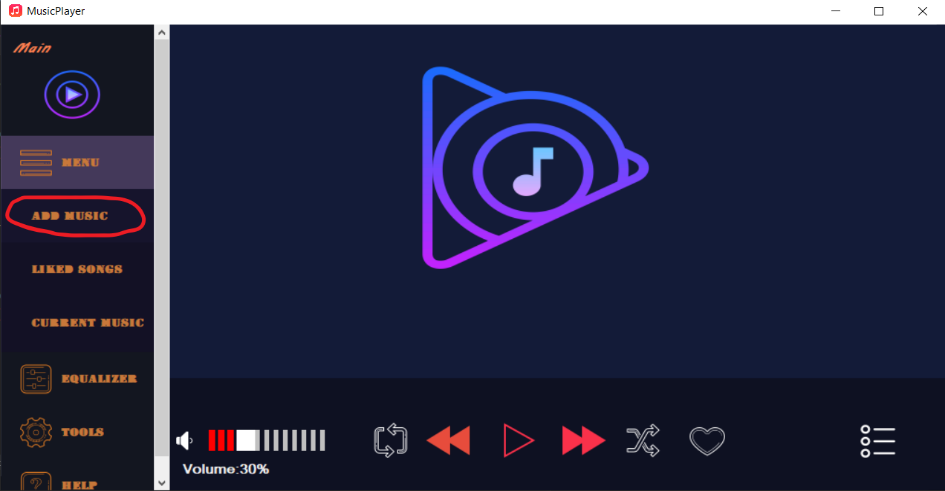 MusicPlayer
Main
MENU
ADD MUSIC
LIKED SONGS
CURRENT MUSIC
EQUALIZER
TOOLS
HELP
Volume:30%